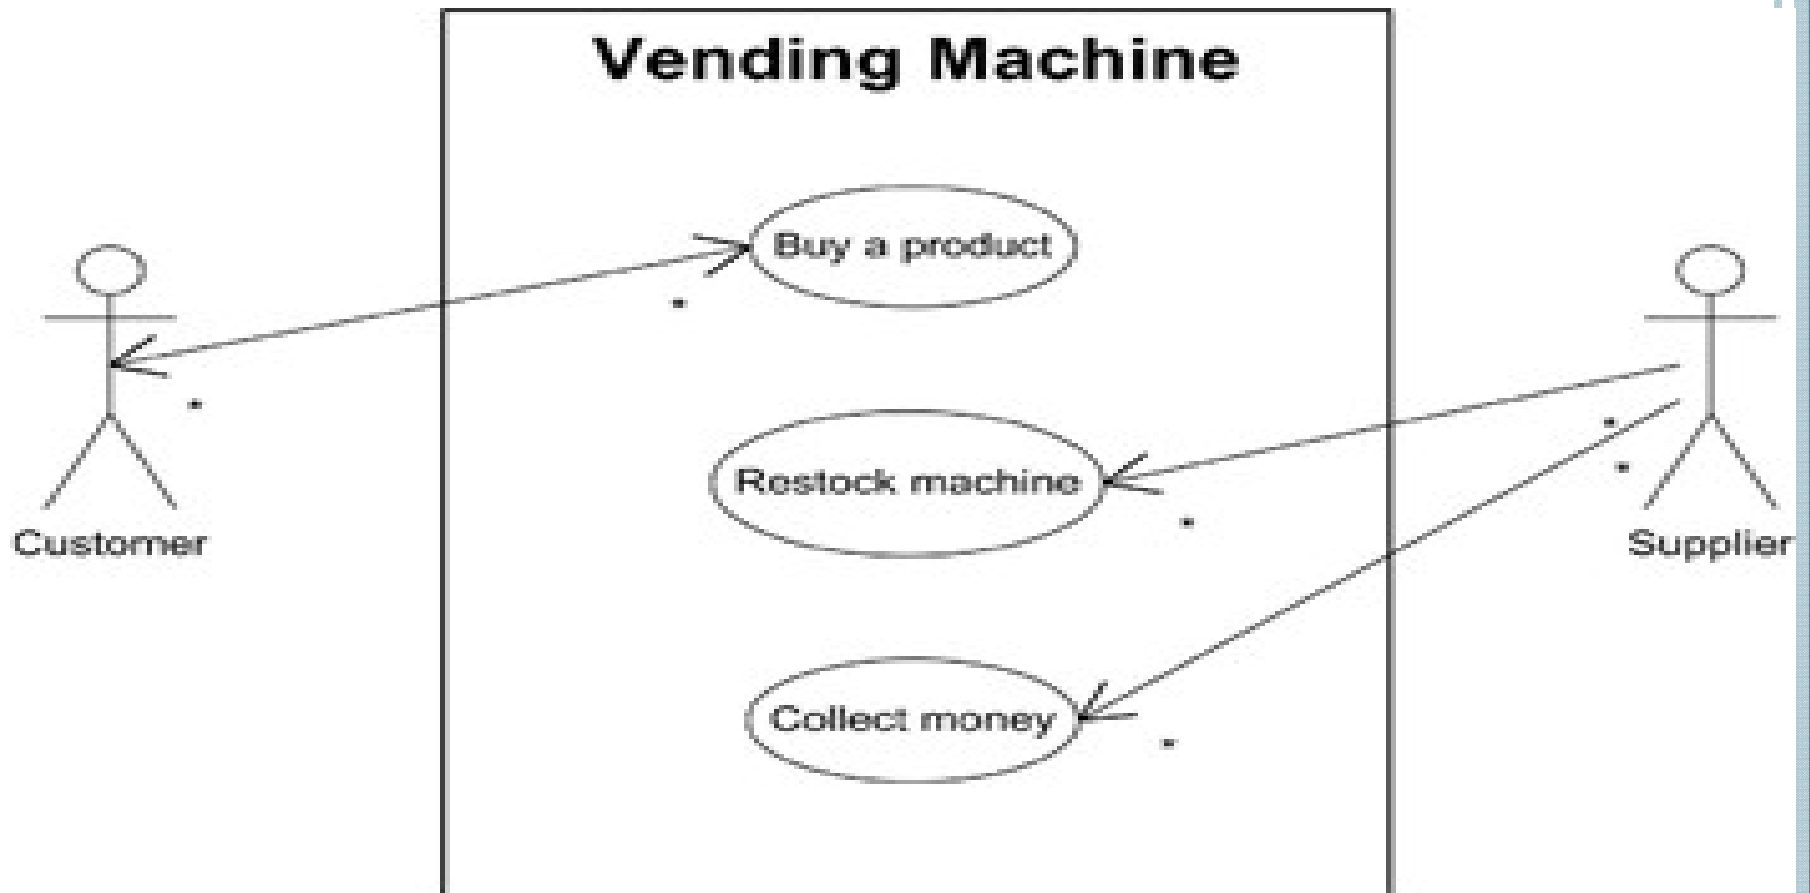 Vending Machine
Buy a product
Restock machine
Customer
Supplier
Collect money